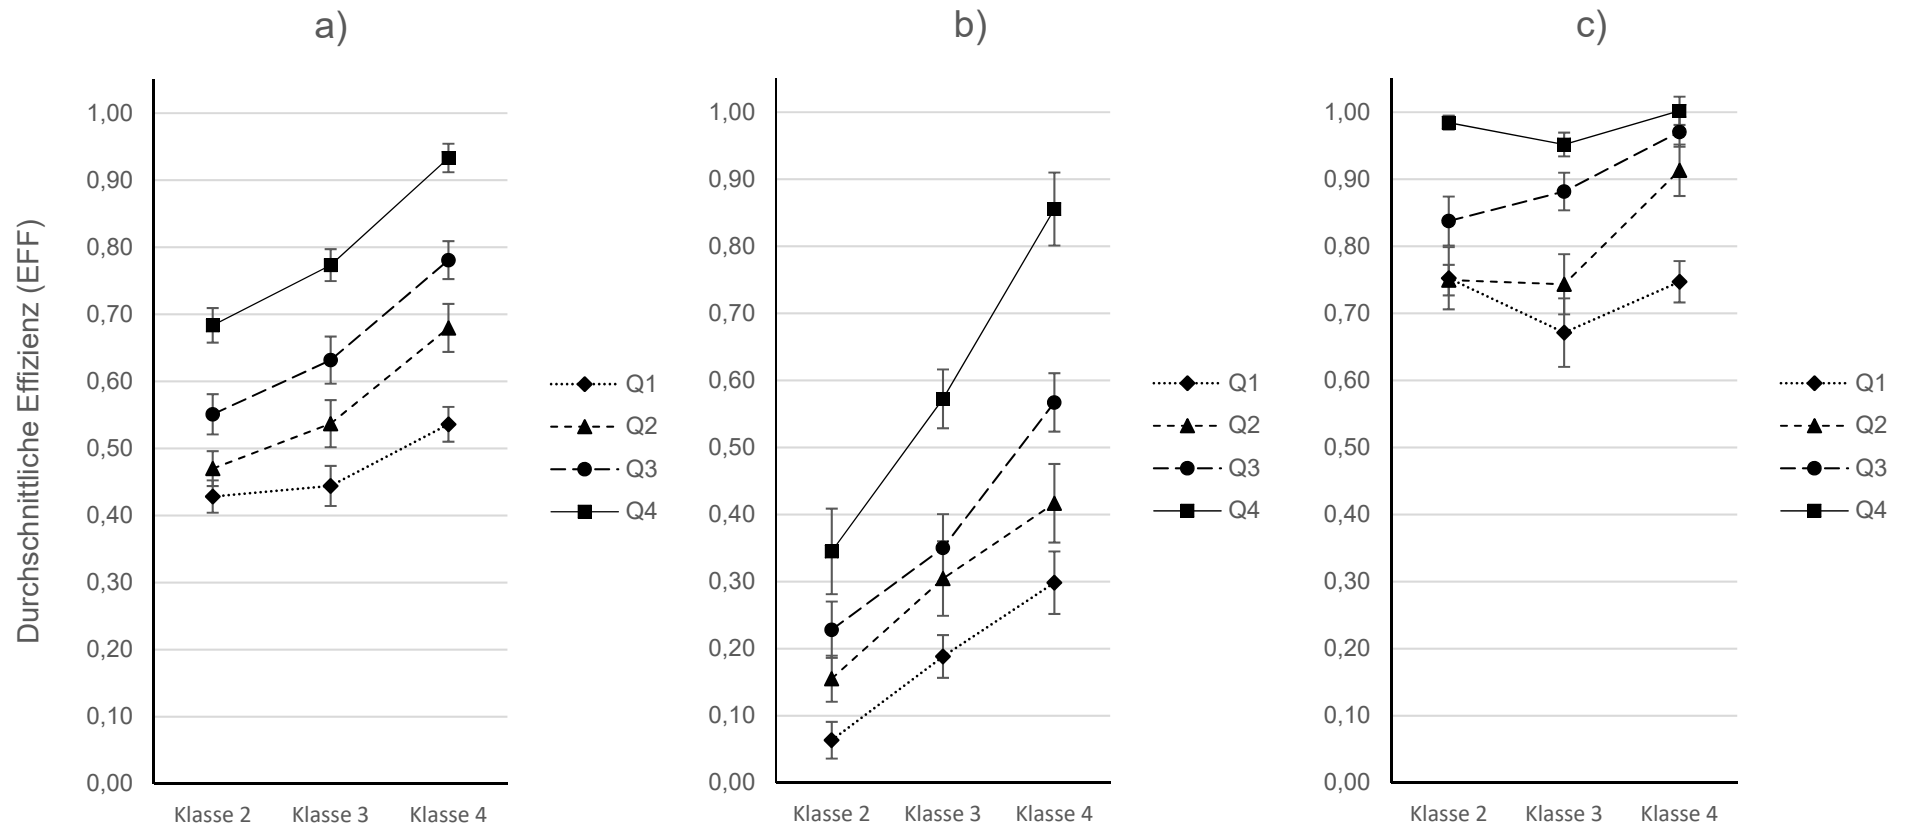 a)
Durchschnittliche Effizienz (EFF)
1,00
0,90
0,80
0,70
0,60
0,50
0,40
0,30
0,20
0,10
0,00
Klasse 2 Klasse 3 Klasse 4
Q1
Q2
Q3
Q4
b)
1,00
0,90
0,80
0,70
0,60
0,50
0,40
0,30
0,20
0,10
0,00
Klasse 2 Klasse 3 Klasse 4
Q1
Q2
Q3
Q4
c)
1,00
0,90
0,80
0,70
0,60
0,50
0,40
0,30
0,20
0,10
0,00
Klasse 2 Klasse 3 Klasse 4
Q1
Q2
Q3
Q4